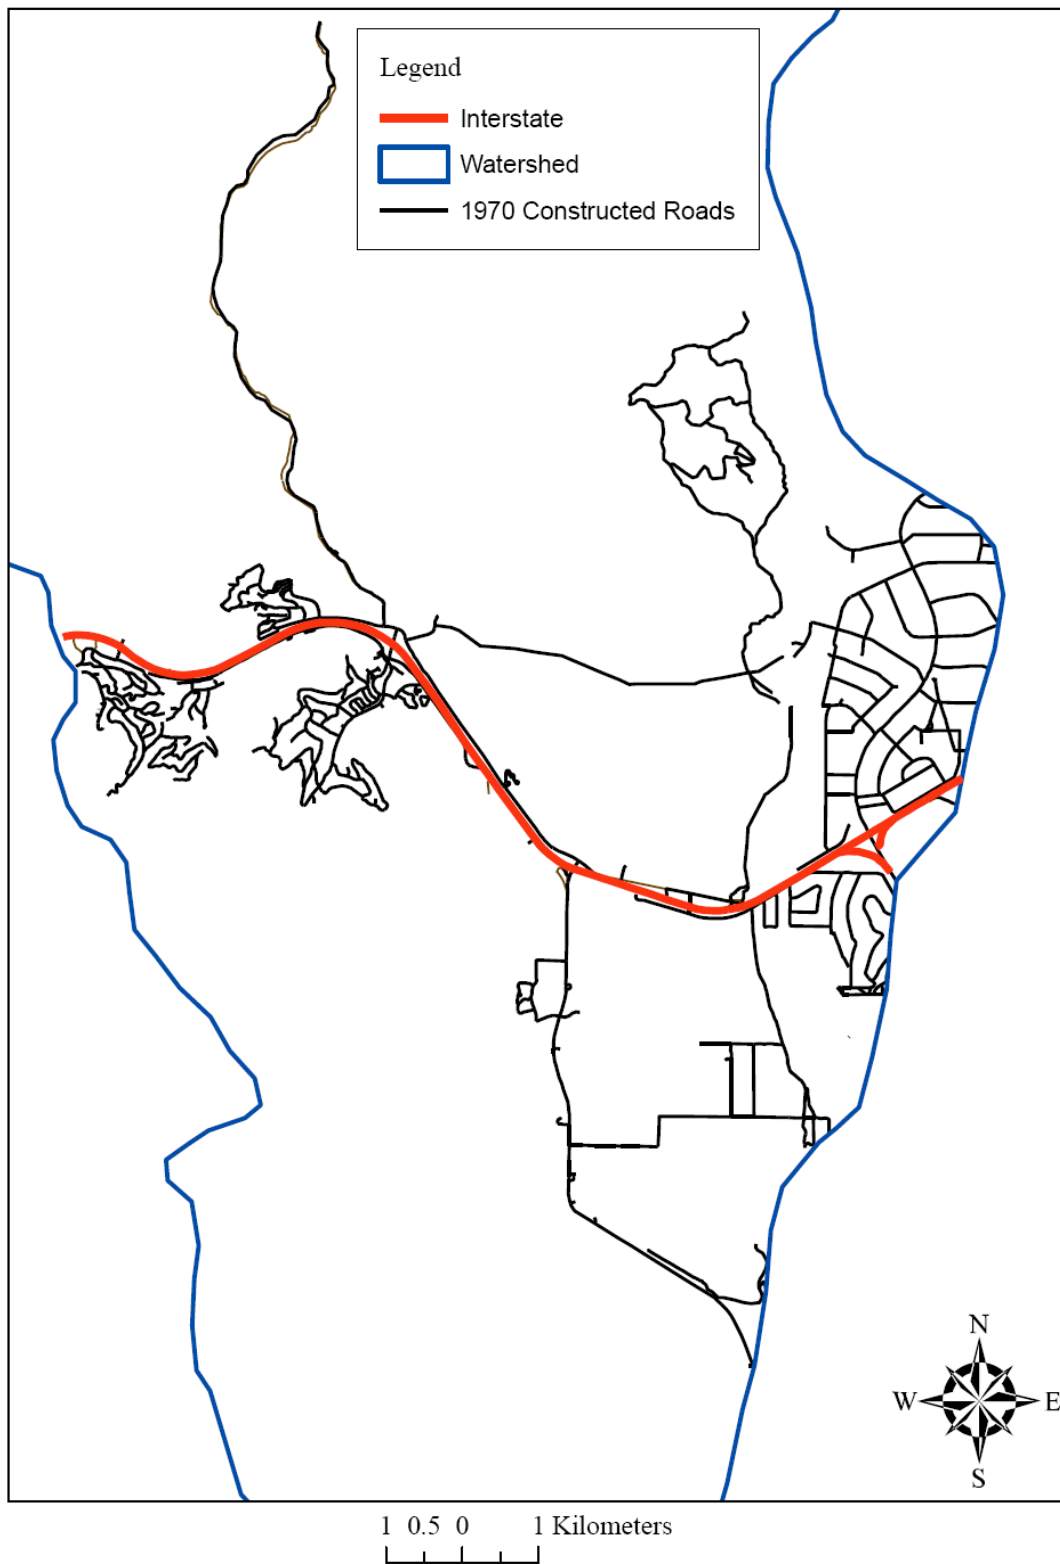 Legend
Interstate
Watershed
1970 Constructed Roads
N
W E
S
1 0.5 0 1 Kilometers